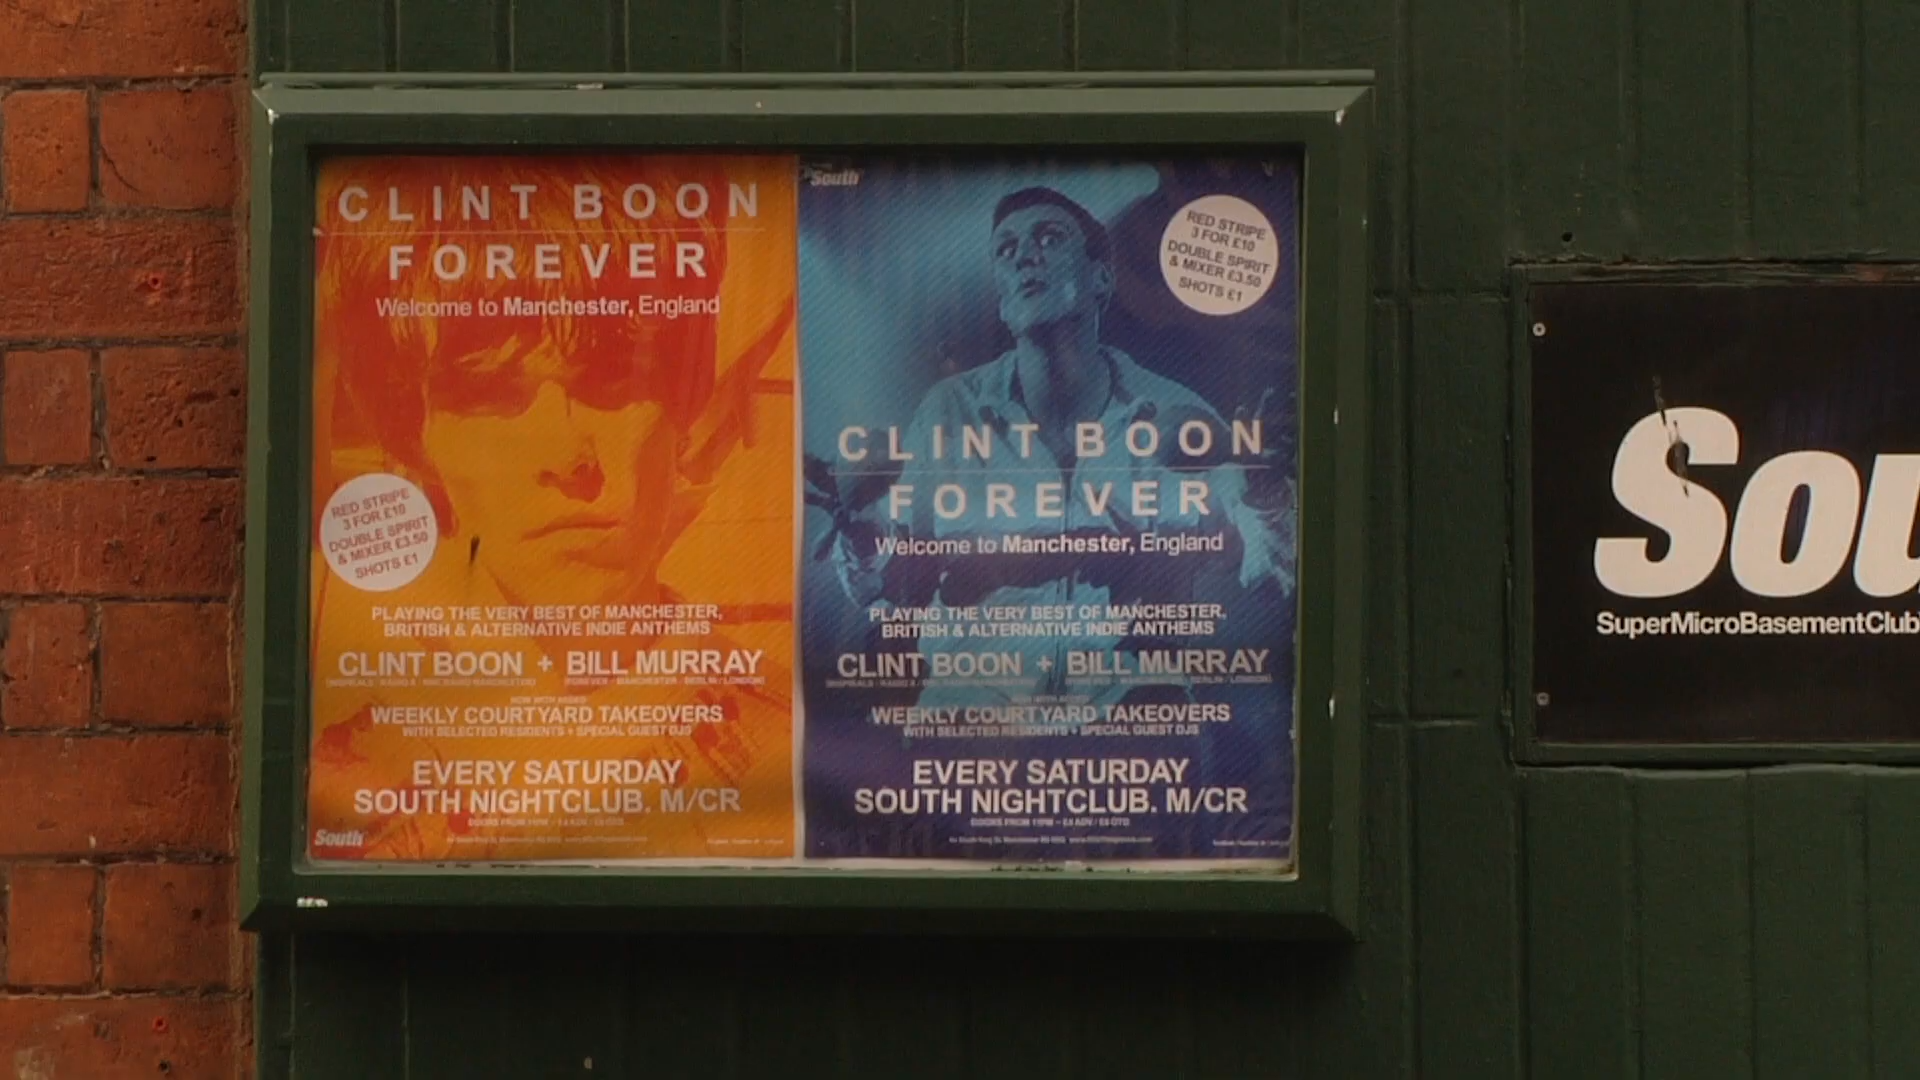 CLINT BOON
FOREVER
Welcome to Manchester, England
RED STRIPE
3 FOR £10
DOUBLE SPIRIT
& MIXER £3.50
SHOTS £1
PLAYING THE VERY BEST OF MANCHESTER,
BRITISH & ALTERNATIVE INDIE ANTHEMS
CLINT BOON + BILL MURRAY
NOW WITH ADDED
WEEKLY COURTYARD TAKEOVERS
WITH SELECTED RESIDENTS + SPECIAL GUEST DJS
EVERY SATURDAY
SOUTH NIGHTCLUB. M/CR
South
South
RED STRIPE
3 FOR £10
DOUBLE SPIRIT
& MIXER £3.50
SHOTS £1
CLINT BOON
FOREVER
Welcome to Manchester, England
PLAYING THE VERY BEST OF MANCHESTER,
BRITISH & ALTERNATIVE INDIE ANTHEMS
CLINT BOON + BILL MURRAY
WEEKLY COURTYARD TAKEOVERS
WITH SELECTED RESIDENTS + SPECIAL GUEST DJS
EVERY SATURDAY
SOUTH NIGHTCLUB. M/CR
Sou
SuperMicroBasementClub